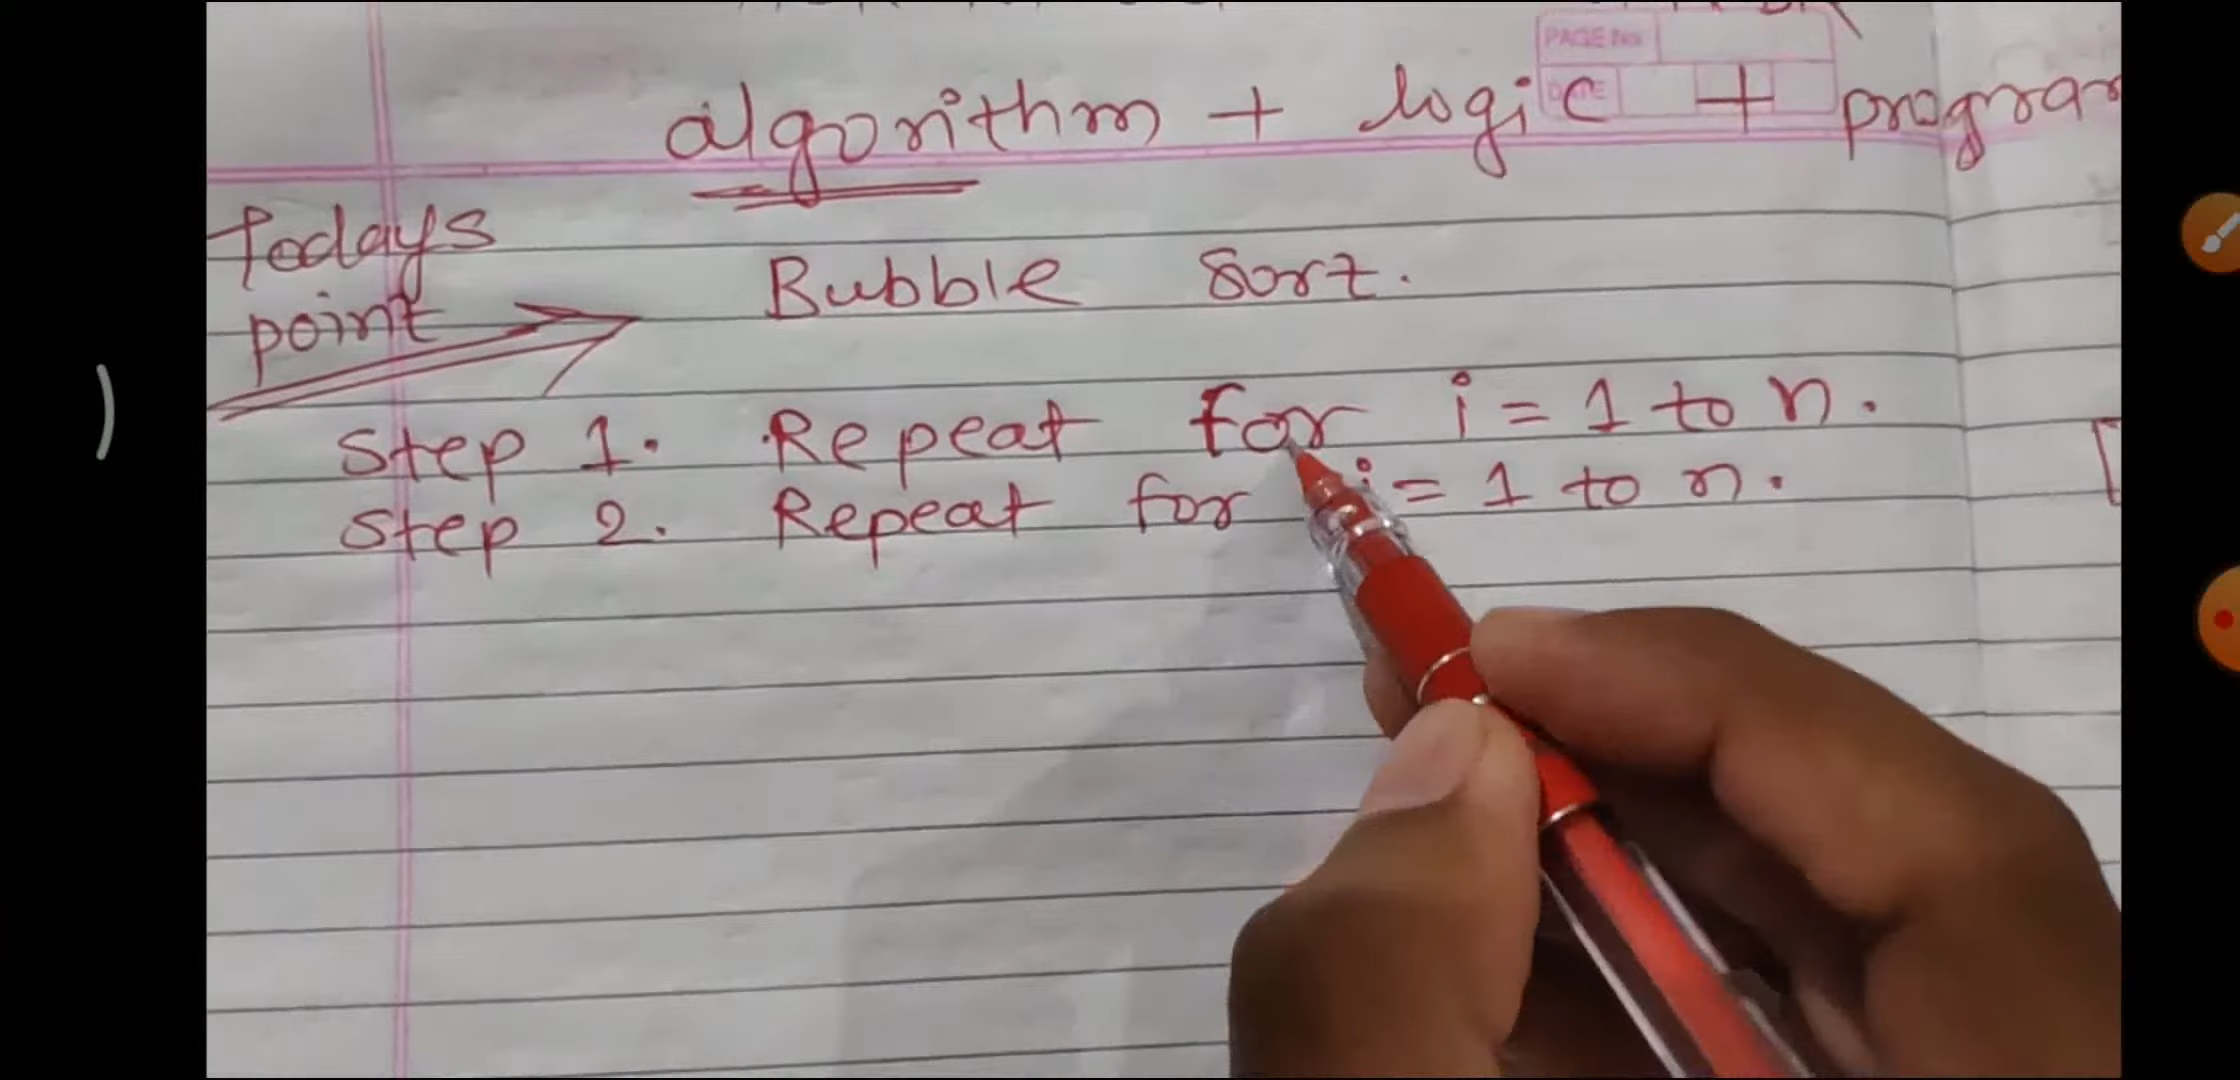 PAGE No
DATE
algorithm + logic + progra
Todays
point
Bubble Sort.
Step 1. Repeat for i = 1 to n.
Step 2. Repeat for i = 1 to n.